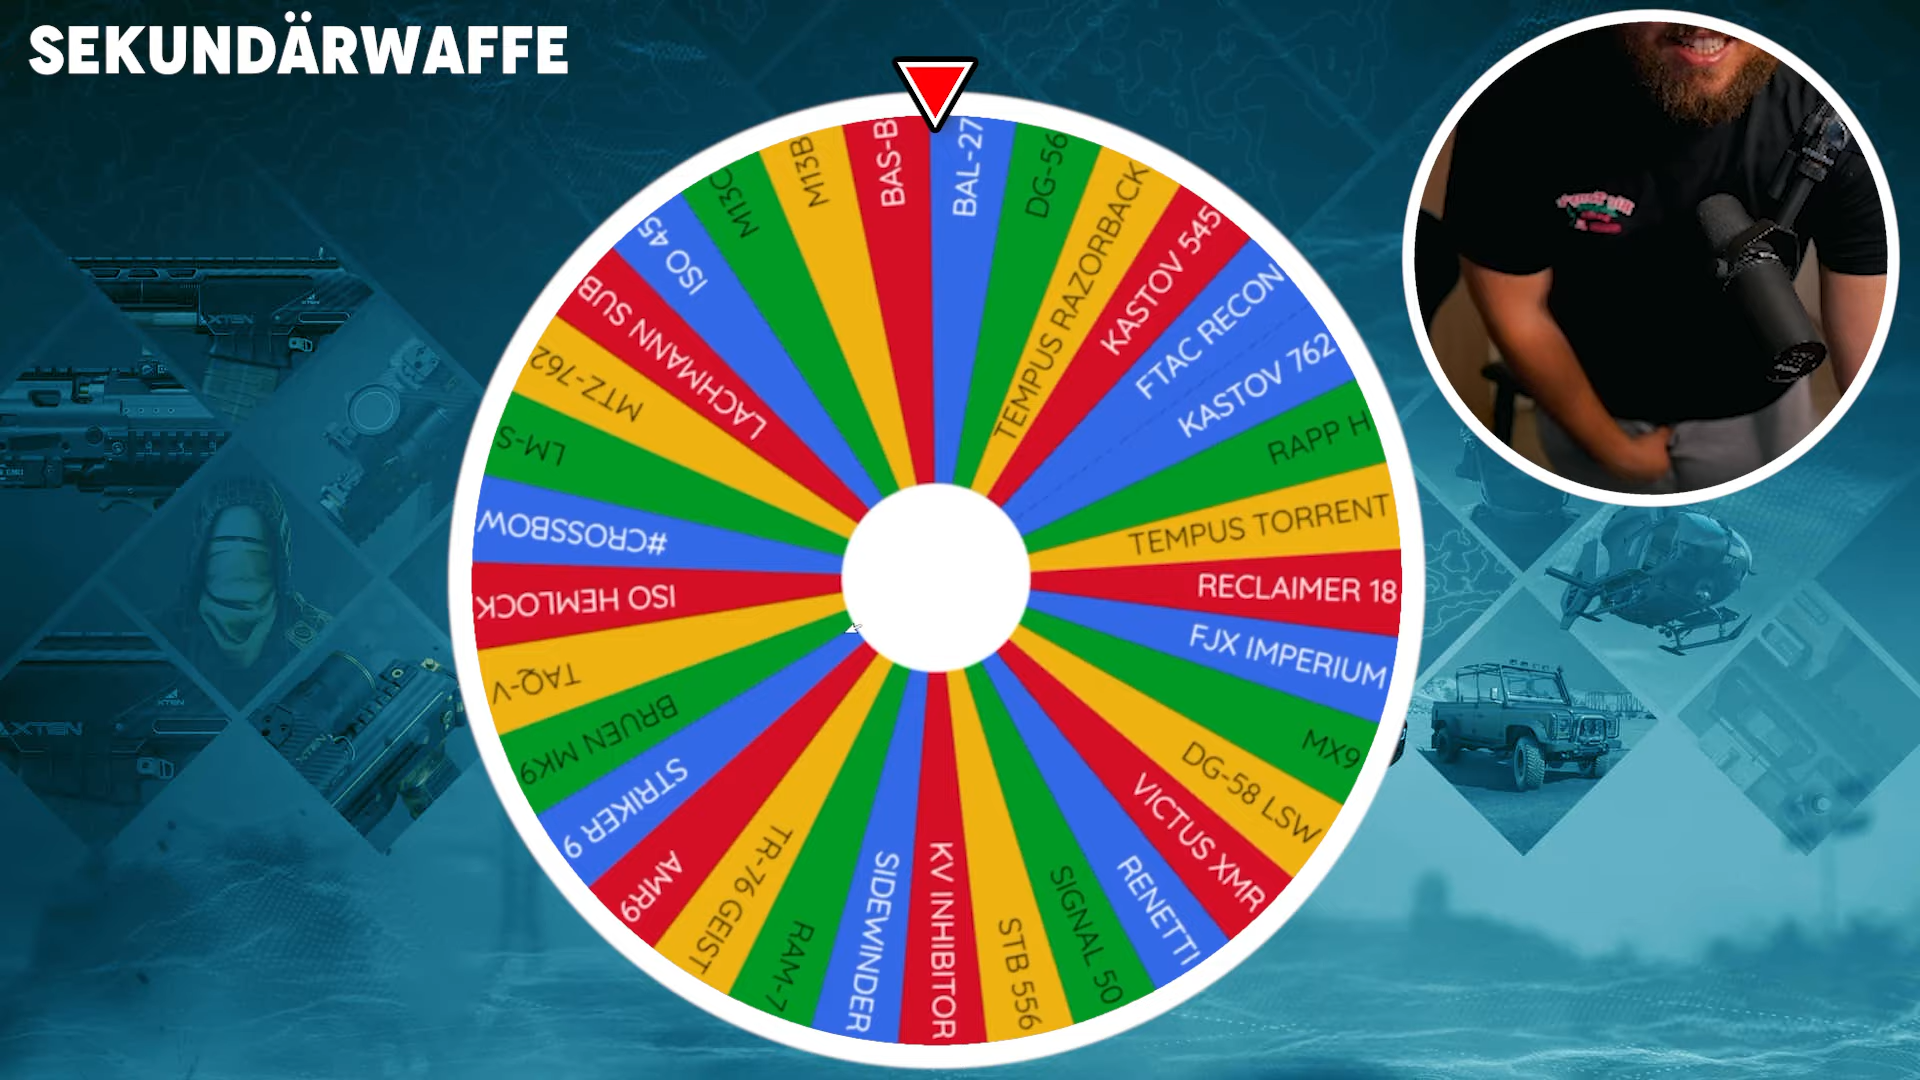 SEKUNDÄRWAFFE
BAL-27
DG-56
TEMPUS RAZORBACK
KASTOV 545
FTAC RECON
KASTOV 762
RAPP H
TEMPUS TORRENT
RECLAIMER 18
FJX IMPERIUM
MX9
DG-58 LSW
VICTUS XMR
RENETTI
SIGNAL 50
STB 556
KV INHIBITOR
SIDEWINDER
RAM-7
TR-76 GEIST
AMR9
STRIKER 9
BRUEN MK9
TAQ-V
ISO HEMLOCK
#CROSSBOW
LM-S
MTZ-762
LACHMANN SUB
ISO 45
M13C
M13B
BAS-B
AXTEN
AXTEN
XTEN